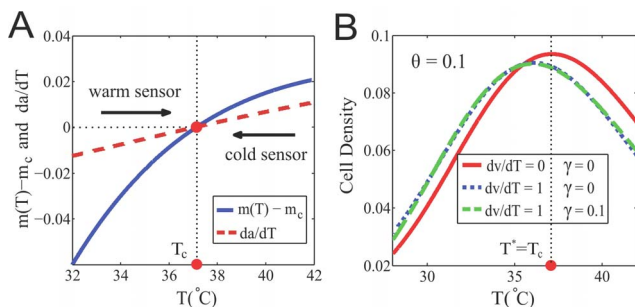 A
m(T)−m_c and da/dT
0.04
0.02
0
−0.02
−0.04
warm sensor
cold sensor
T_c
m(T) − m_c
da/dT
32
34
36
38
40
42
T(°C)
B
Cell Density
0.1
0.08
0.06
0.04
0.02
θ = 0.1
dv/dT = 0 γ = 0
dv/dT = 1 γ = 0
dv/dT = 1 γ = 0.1
T*=T_c
30
35
40
T(°C)